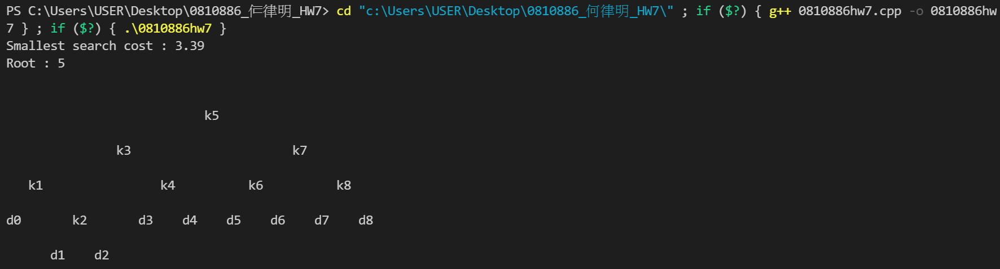 PS C:\Users\USER\Desktop\0810886_何律明_HW7> cd "c:\Users\USER\Desktop\0810886_何律明_HW7\" ; if ($?) { g++ 0810886hw7.cpp -o 0810886hw
7 } ; if ($?) { .\0810886hw7 }
Smallest search cost : 3.39
Root : 5
k5
k3 k7
k1 k4 k6 k8
d0 k2 d3 d4 d5 d6 d7 d8
d1 d2